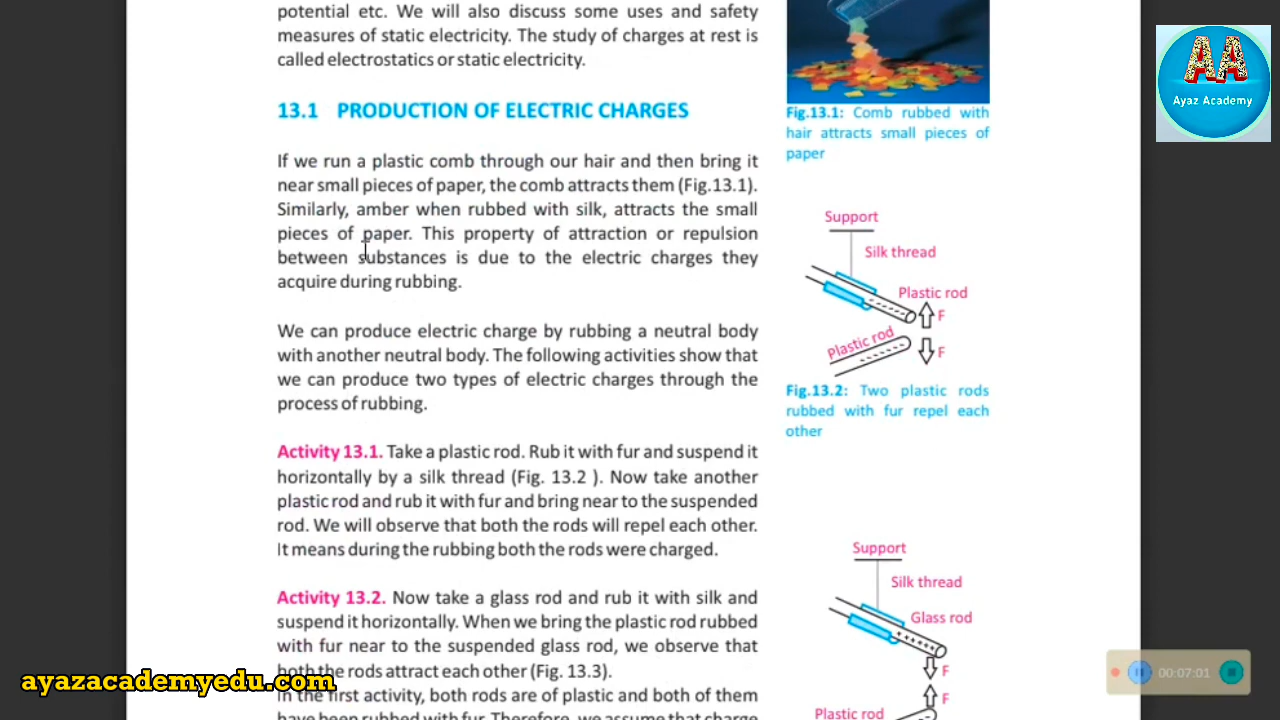 potential etc. We will also discuss some uses and safety
measures of static electricity. The study of charges at rest is
called electrostatics or static electricity.
13.1 PRODUCTION OF ELECTRIC CHARGES
If we run a plastic comb through our hair and then bring it
near small pieces of paper, the comb attracts them (Fig.13.1).
Similarly, amber when rubbed with silk, attracts the small
pieces of paper. This property of attraction or repulsion
between substances is due to the electric charges they
acquire during rubbing.
We can produce electric charge by rubbing a neutral body
with another neutral body. The following activities show that
we can produce two types of electric charges through the
process of rubbing.
Activity 13.1. Take a plastic rod. Rub it with fur and suspend it
horizontally by a silk thread (Fig. 13.2 ). Now take another
plastic rod and rub it with fur and bring near to the suspended
rod. We will observe that both the rods will repel each other.
It means during the rubbing both the rods were charged.
Activity 13.2. Now take a glass rod and rub it with silk and
suspend it horizontally. When we bring the plastic rod rubbed
with fur near to the suspended glass rod, we observe that
both the rods attract each other (Fig. 13.3).
In the first activity, both rods are of plastic and both of them
have been rubbed with fur. Therefore, we assume that charge
Fig.13.1: Comb rubbed with
hair attracts small pieces of
paper
Support
Silk thread
Plastic rod
F
Plastic rod
F
Fig.13.2: Two plastic rods
rubbed with fur repel each
other
Support
Silk thread
Glass rod
F
F
Plastic rod
AA
Ayaz Academy
ayazacademyedu.com
00:07:01